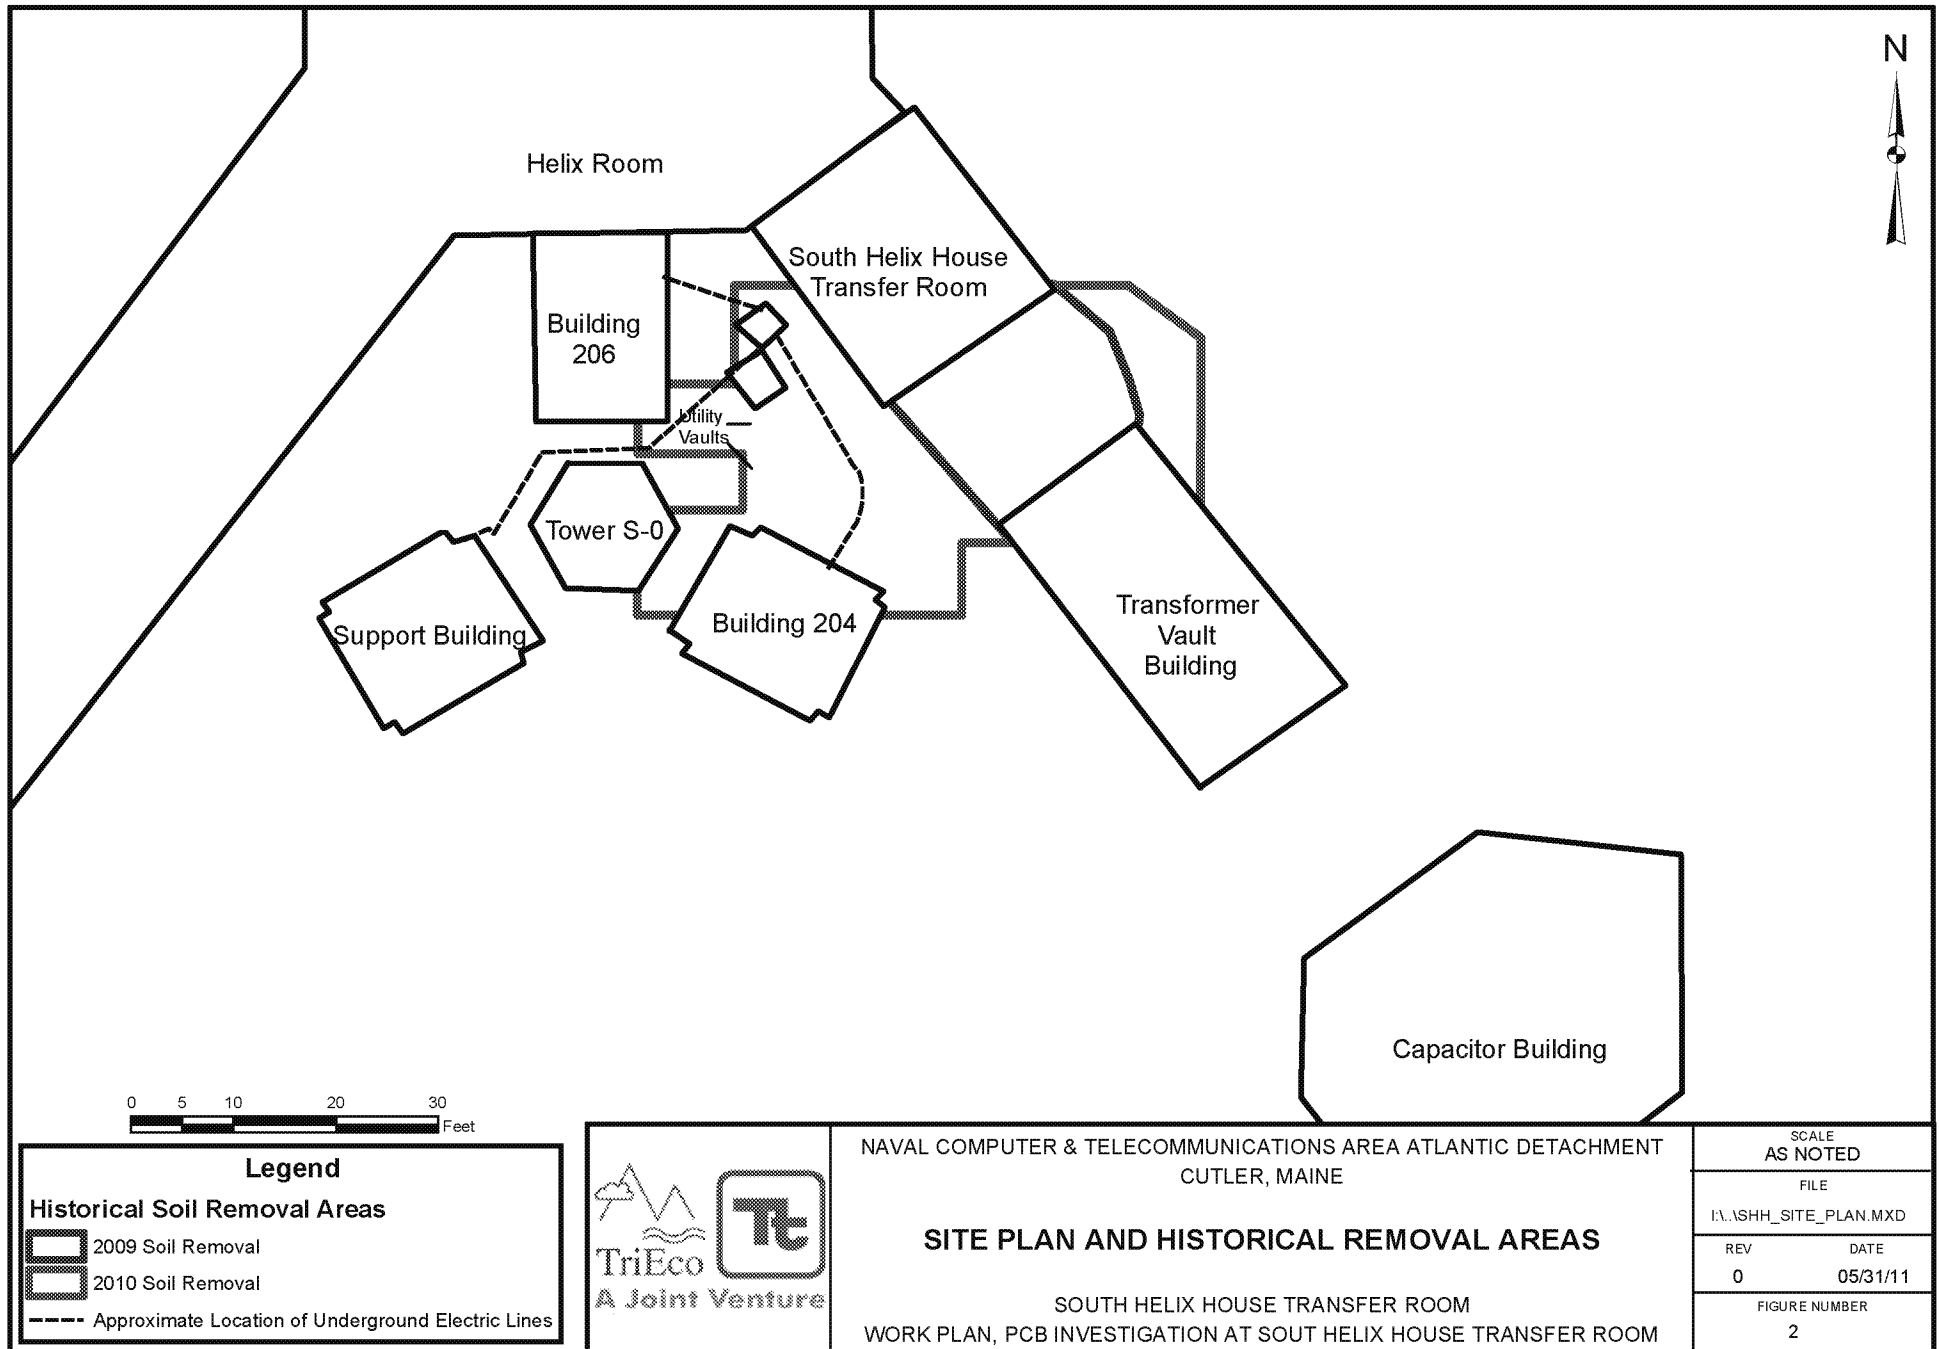 N
Helix Room
South Helix House
Transfer Room
Building
206
Utility
Vaults
Tower S-0
Support Building
Building 204
Transformer
Vault
Building
Capacitor Building
0 5 10 20 30
Feet
Legend
Historical Soil Removal Areas
2009 Soil Removal
2010 Soil Removal
Approximate Location of Underground Electric Lines
TriEco
Tt
A Joint Venture
NAVAL COMPUTER & TELECOMMUNICATIONS AREA ATLANTIC DETACHMENT
CUTLER, MAINE
SITE PLAN AND HISTORICAL REMOVAL AREAS
SOUTH HELIX HOUSE TRANSFER ROOM
WORK PLAN, PCB INVESTIGATION AT SOUT HELIX HOUSE TRANSFER ROOM
SCALE
AS NOTED
FILE
I:\..\SHH_SITE_PLAN.MXD
REV DATE
0 05/31/11
FIGURE NUMBER
2